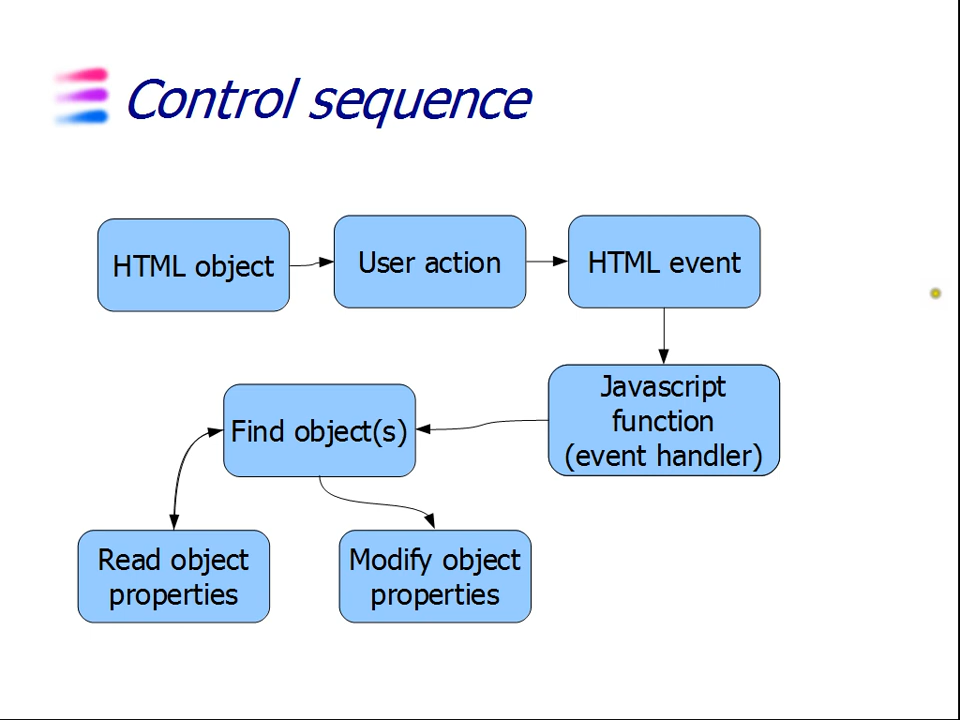 Control sequence
HTML object
User action
HTML event
Javascript
function
(event handler)
Find object(s)
Read object
properties
Modify object
properties